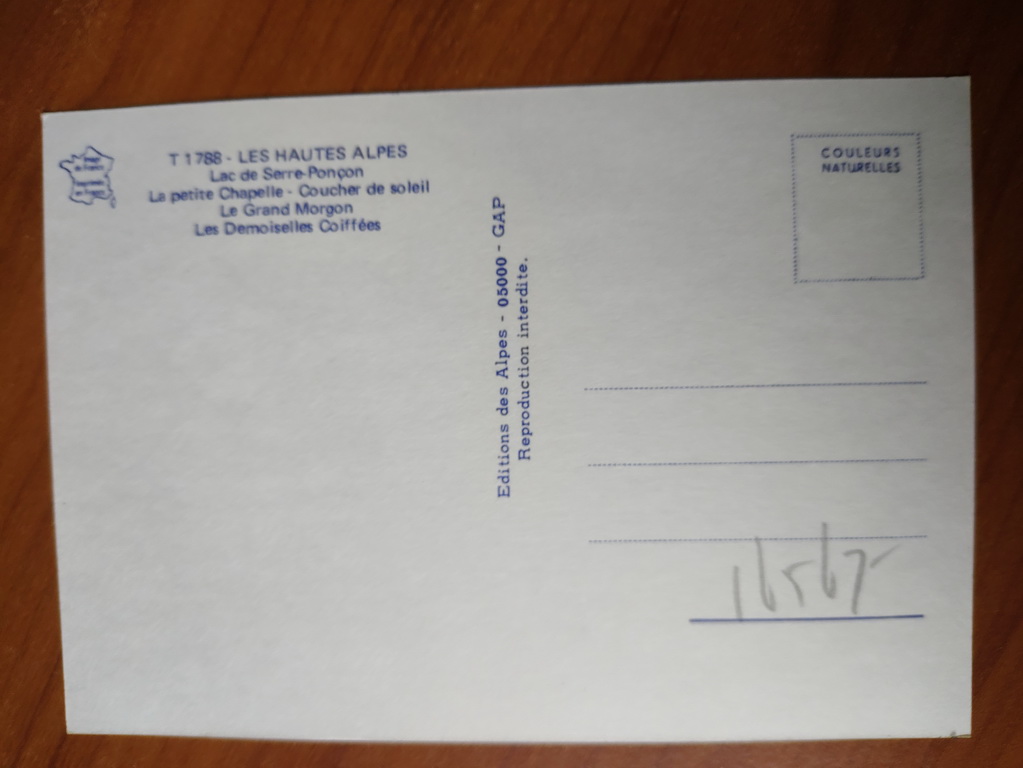 T 1788 - LES HAUTES ALPES
Lac de Serre-Ponçon
La petite Chapelle - Coucher de soleil
Le Grand Morgon
Les Demoiselles Coiffées
Editions des Alpes - 05000 - GAP
Reproduction interdite.
COULEURS
NATURELLES